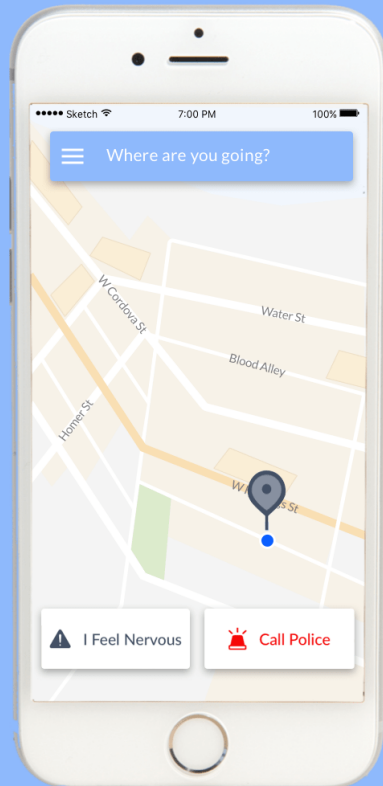 Sketch 7:00 PM 100%
Where are you going?
W Cordova St
Water St
Blood Alley
Homer St
W St
I Feel Nervous
Call Police